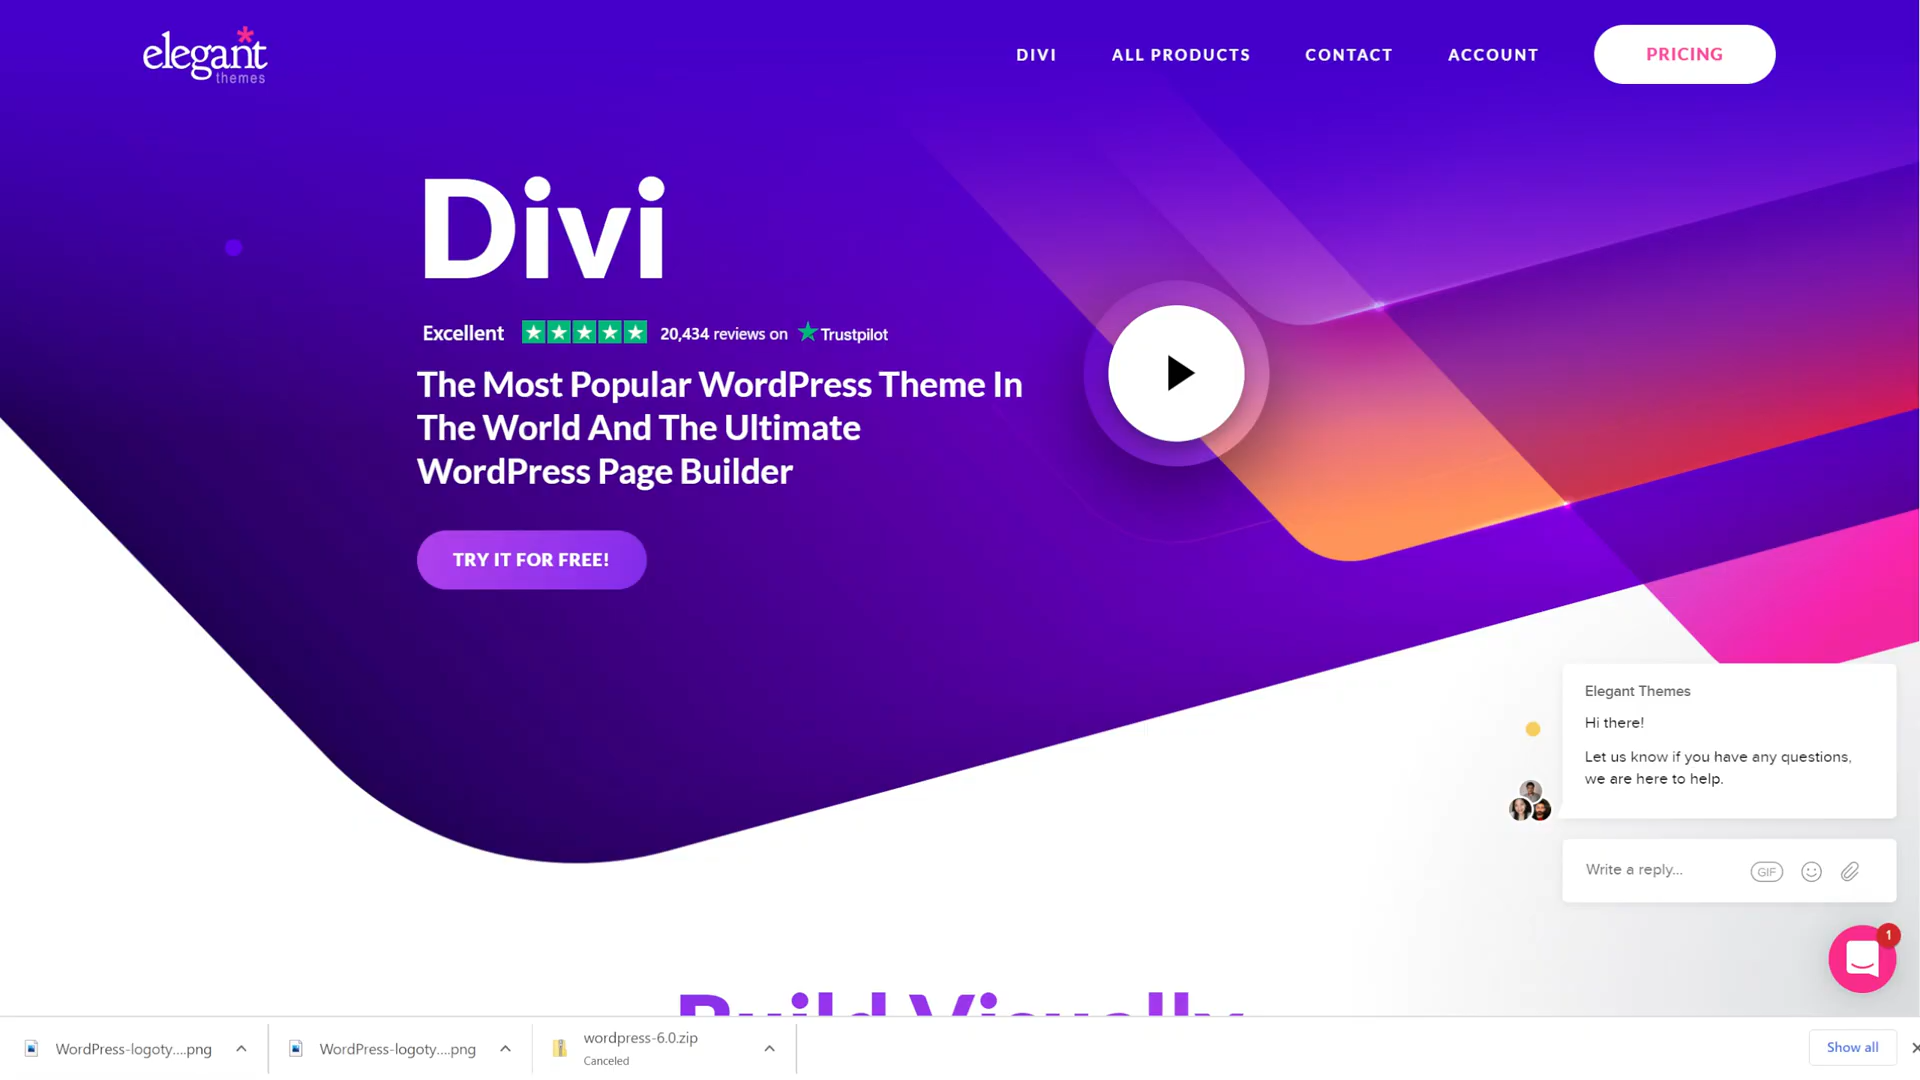 elegant
themes
DIVI
ALL PRODUCTS
CONTACT
ACCOUNT
PRICING
Divi
Excellent
20,434 reviews on
Trustpilot
The Most Popular WordPress Theme In
The World And The Ultimate
WordPress Page Builder
TRY IT FOR FREE!
Elegant Themes
Hi there!
Let us know if you have any questions,
we are here to help.
Write a reply...
GIF
1
Build Visually
WordPress-logoty....png
WordPress-logoty....png
wordpress-6.0.zip
Canceled
Show all